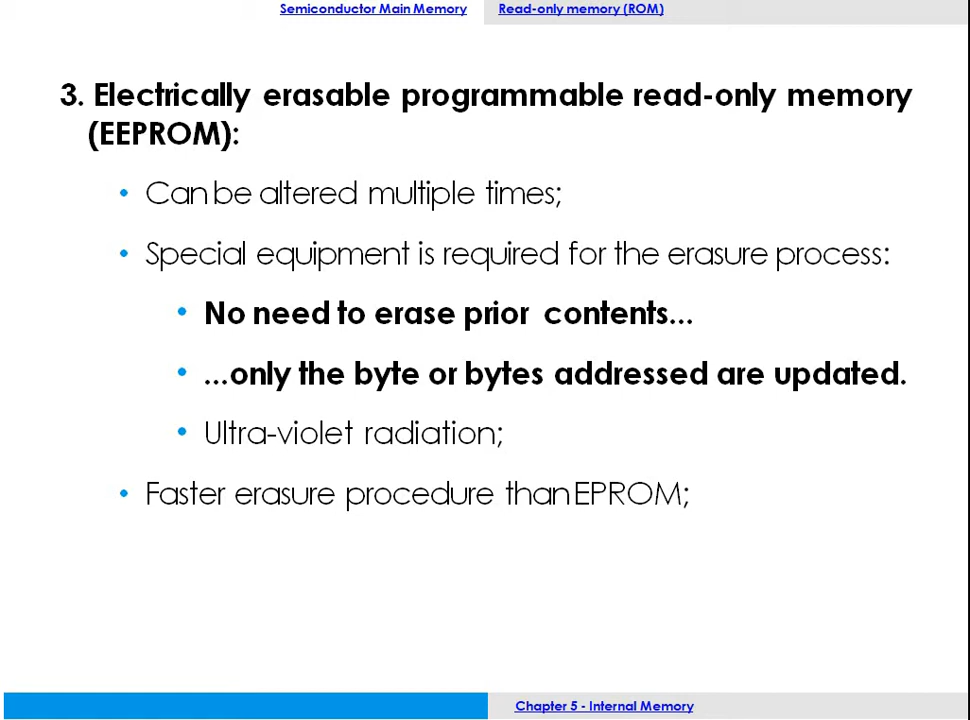 Semiconductor Main Memory Read-only memory (ROM)
3. Electrically erasable programmable read-only memory
(EEPROM):
• Can be altered multiple times;
• Special equipment is required for the erasure process:
• No need to erase prior contents...
• ...only the byte or bytes addressed are updated.
• Ultra-violet radiation;
• Faster erasure procedure than EPROM;
Chapter 5 - Internal Memory